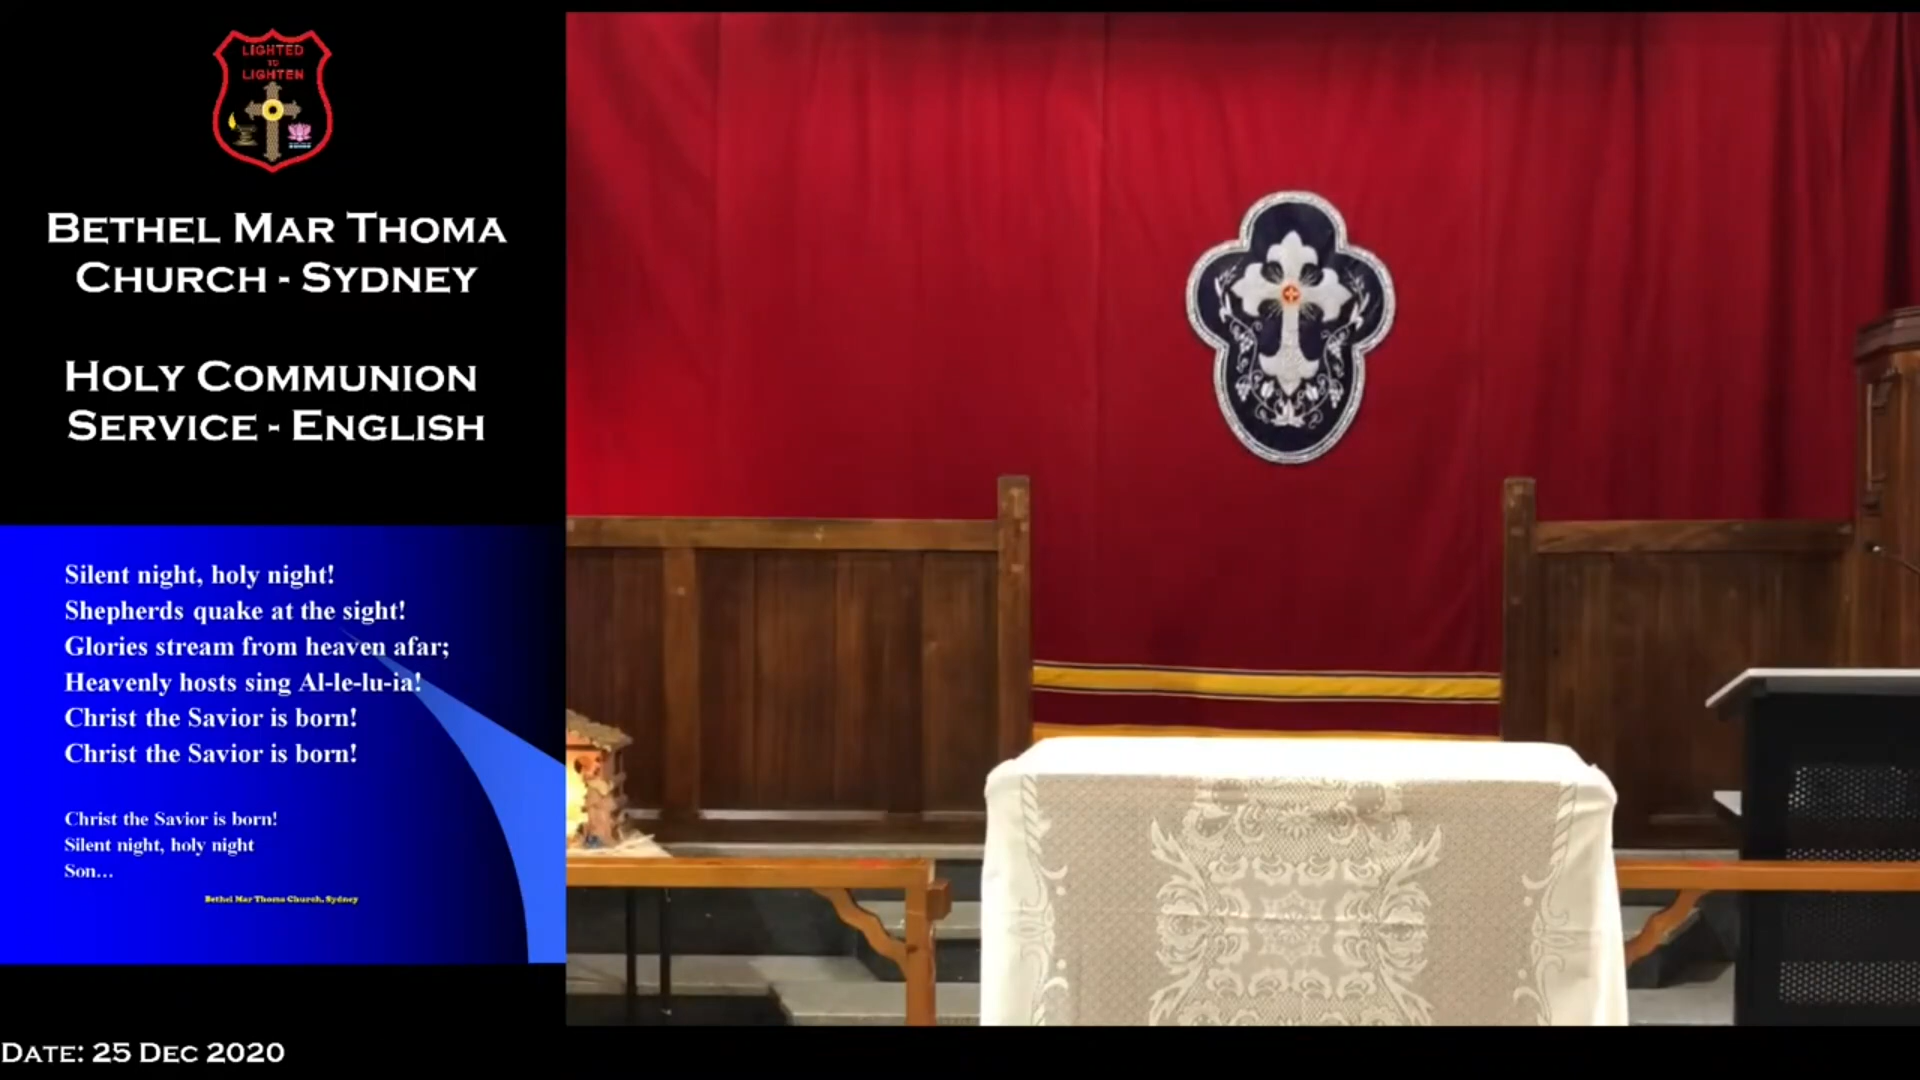 LIGHTED
TO
LIGHTEN
BETHEL MAR THOMA
CHURCH - SYDNEY
HOLY COMMUNION
SERVICE - ENGLISH
Silent night, holy night!
Shepherds quake at the sight!
Glories stream from heaven afar;
Heavenly hosts sing Al-le-lu-ia!
Christ the Savior is born!
Christ the Savior is born!
Christ the Savior is born!
Silent night, holy night
Son...
Bethel Mar Thoma Church, Sydney
DATE: 25 DEC 2020